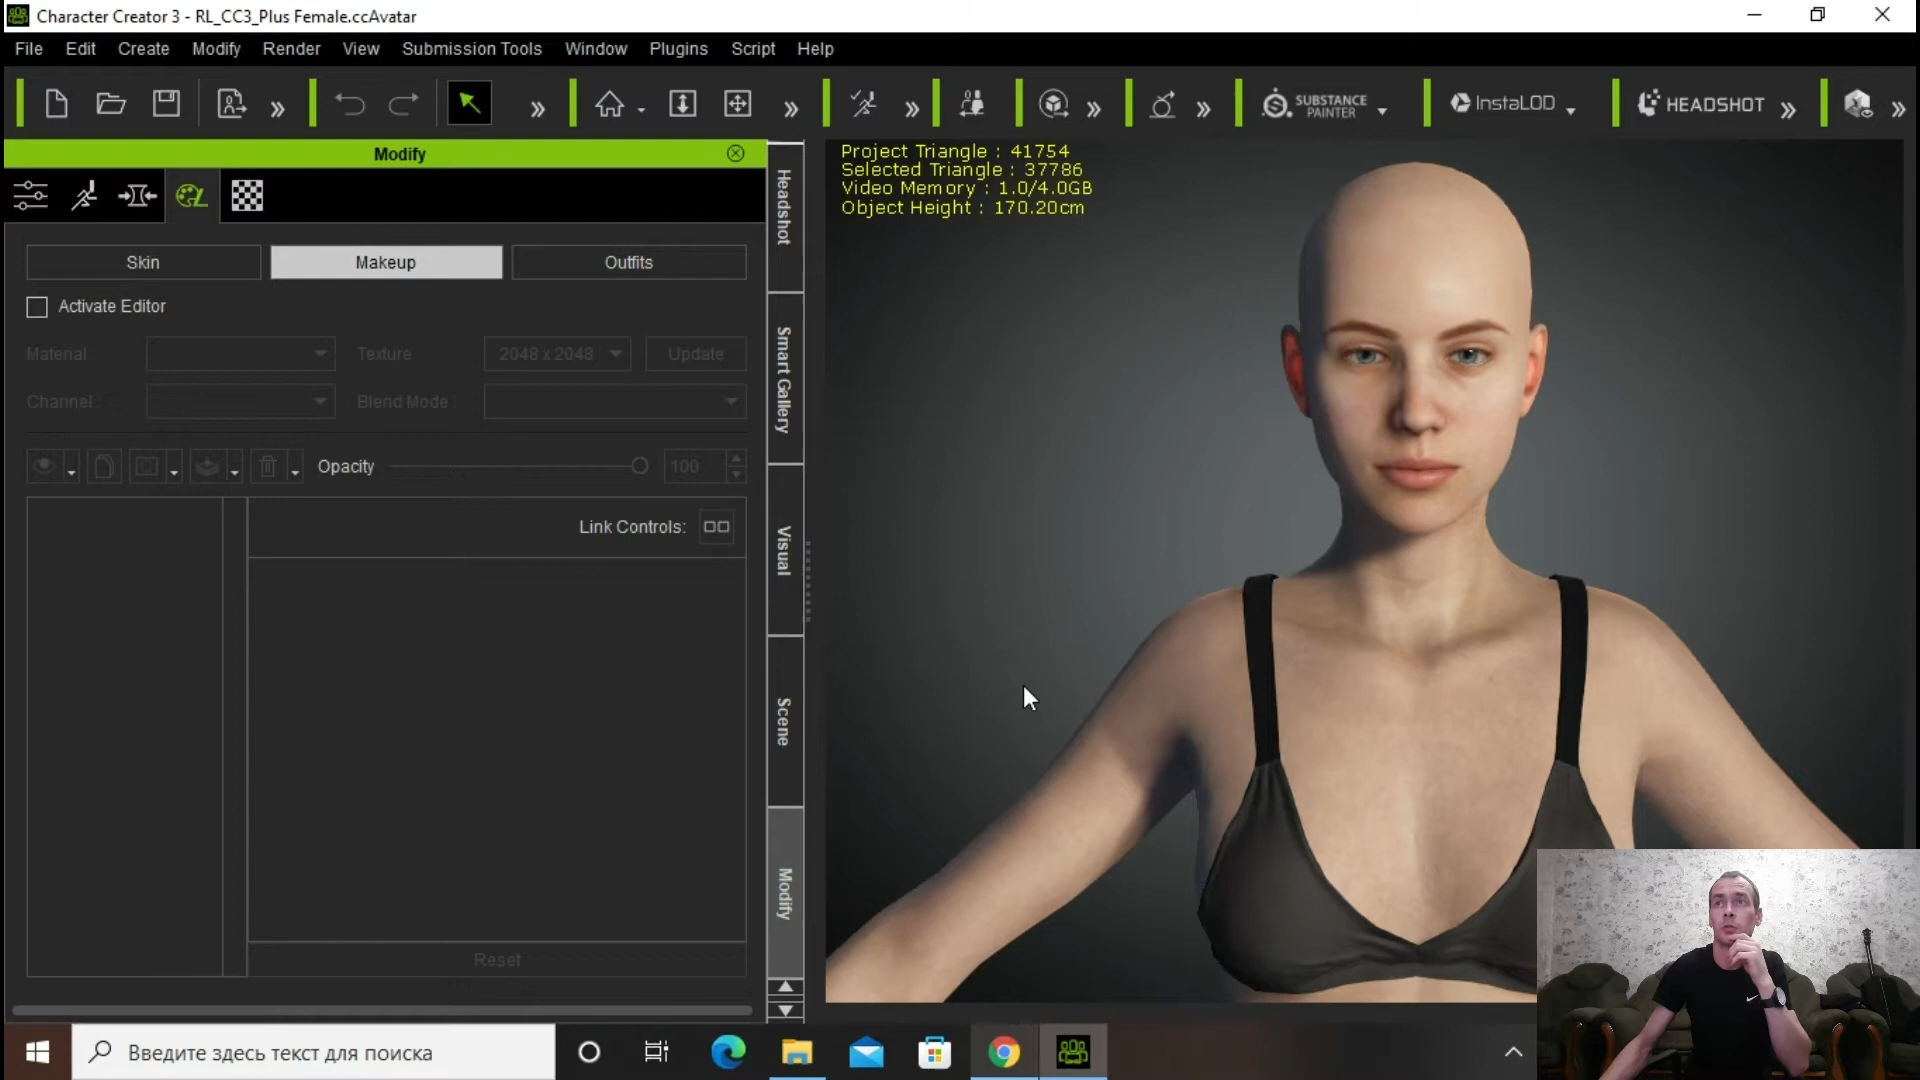 Character Creator 3 - RL_CC3_Plus Female.ccAvatar
File Edit Create Modify Render View Submission Tools Window Plugins Script Help
SUBSTANCE PAINTER InstaLOD HEADSHOT
Modify
Skin Makeup Outfits
Activate Editor
Material : Texture 2048 x 2048 Update
Channel : Blend Mode :
Opacity 100
Link Controls:
Reset
Headshot
Smart Gallery
Visual
Scene
Modify
Project Triangle : 41754
Selected Triangle : 37786
Video Memory : 1.0/4.0GB
Object Height : 170.20cm
Введите здесь текст для поиска